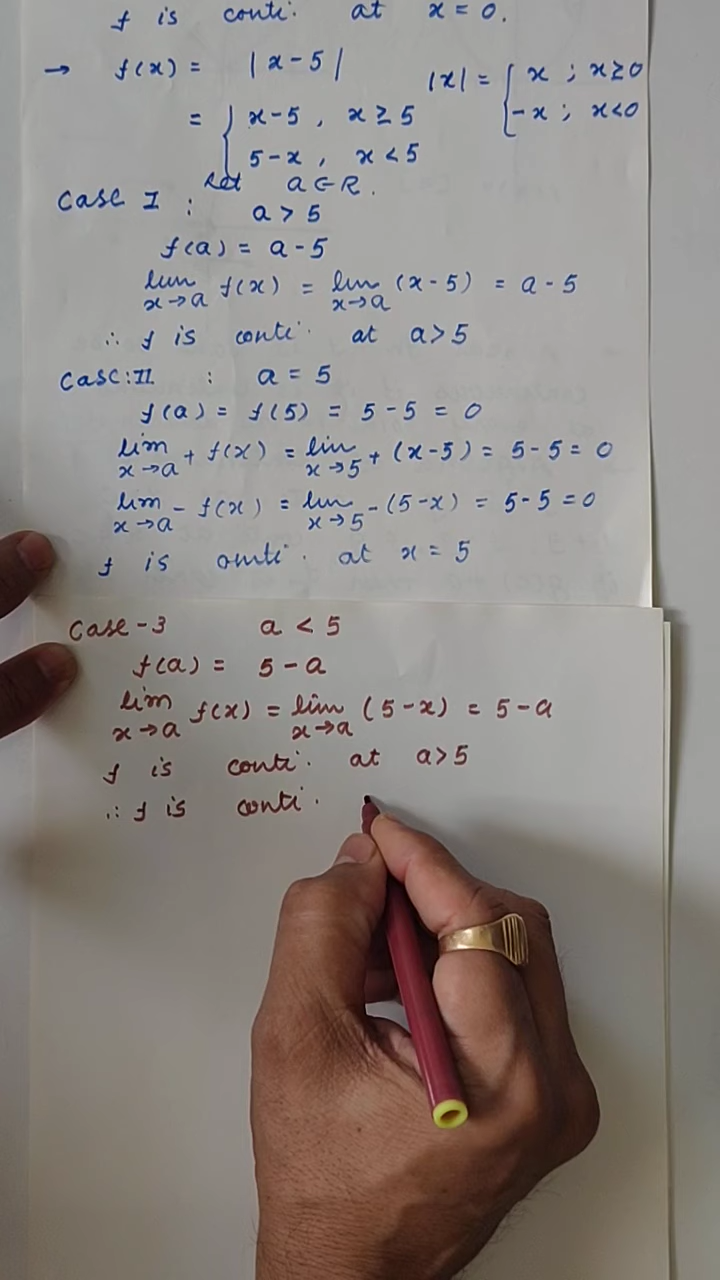 f is conti. at x = 0.
→ f(x) = |x-5| |x| = { x ; x≥0
= { x-5 , x ≥ 5 -x ; x<0
5-x , x < 5
Let a ∈ R.
Case I : a > 5
f(a) = a - 5
lim x→a f(x) = lim x→a (x-5) = a - 5
∴ f is conti. at a > 5
Case:II : a = 5
f(a) = f(5) = 5 - 5 = 0
lim x→a + f(x) = lim x→5 + (x-5) = 5 - 5 = 0
lim x→a - f(x) = lim x→5 - (5-x) = 5 - 5 = 0
f is conti. at x = 5
Case -3 a < 5
f(a) = 5 - a
lim x→a f(x) = lim x→a (5-x) = 5 - a
f is conti. at a > 5
∴ f is conti.